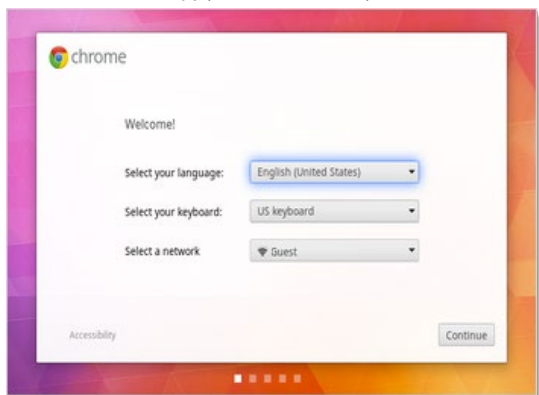 chrome
Welcome!
Select your language: English (United States)
Select your keyboard: US keyboard
Select a network Guest
Accessibility Continue